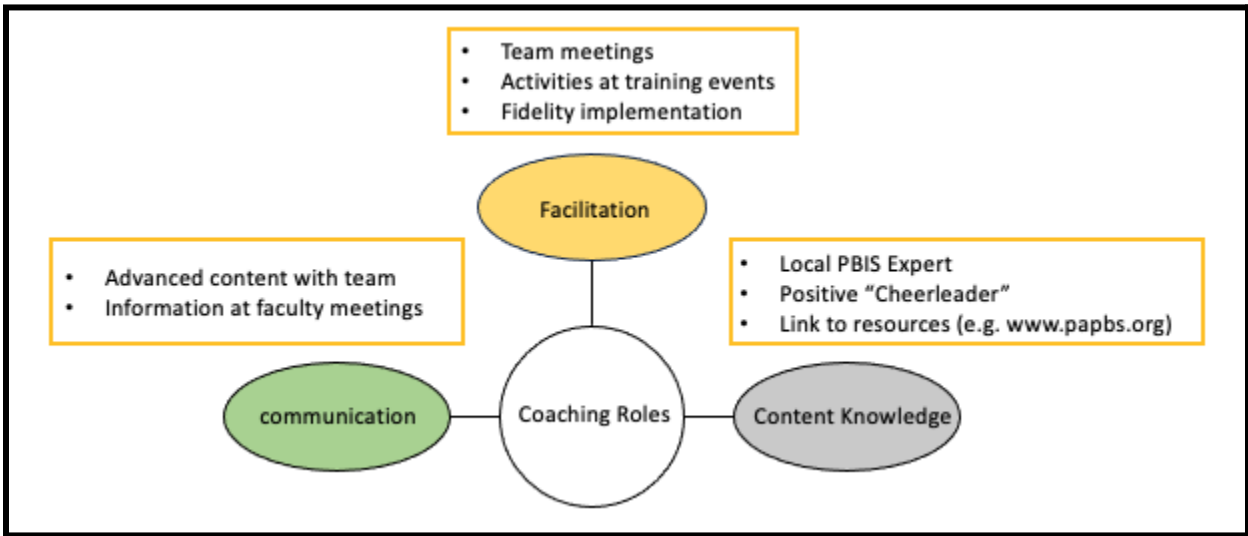 • Team meetings
• Activities at training events
• Fidelity implementation
Facilitation
• Advanced content with team
• Information at faculty meetings
• Local PBIS Expert
• Positive “Cheerleader”
• Link to resources (e.g. www.papbs.org)
communication
Coaching Roles
Content Knowledge